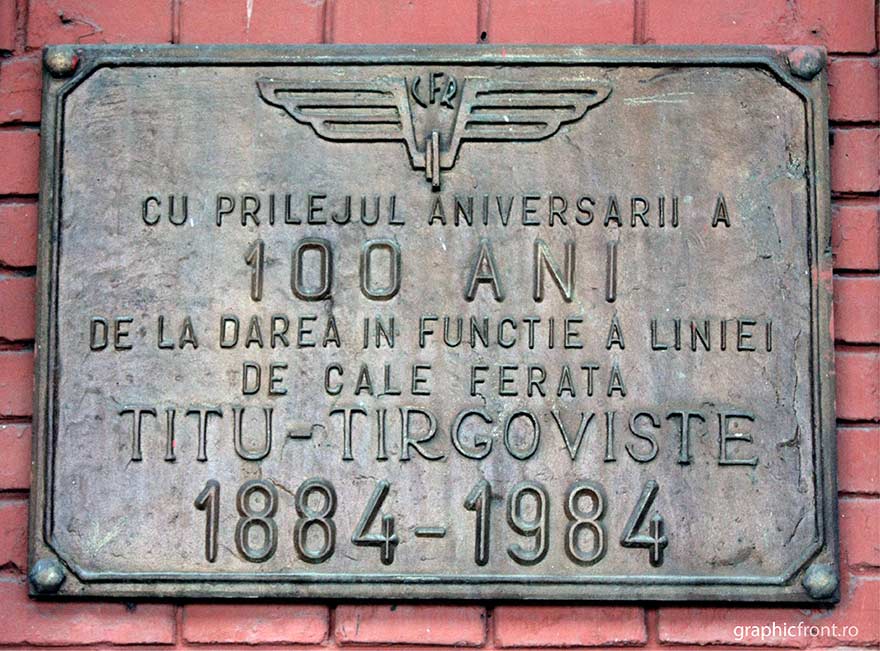 CFR
CU PRILEJUL ANIVERSARII A
100 ANI
DE LA DAREA IN FUNCTIE A LINIEI
DE CALE FERATA
TITU-TIRGOVISTE
1884-1984
graphicfront.ro